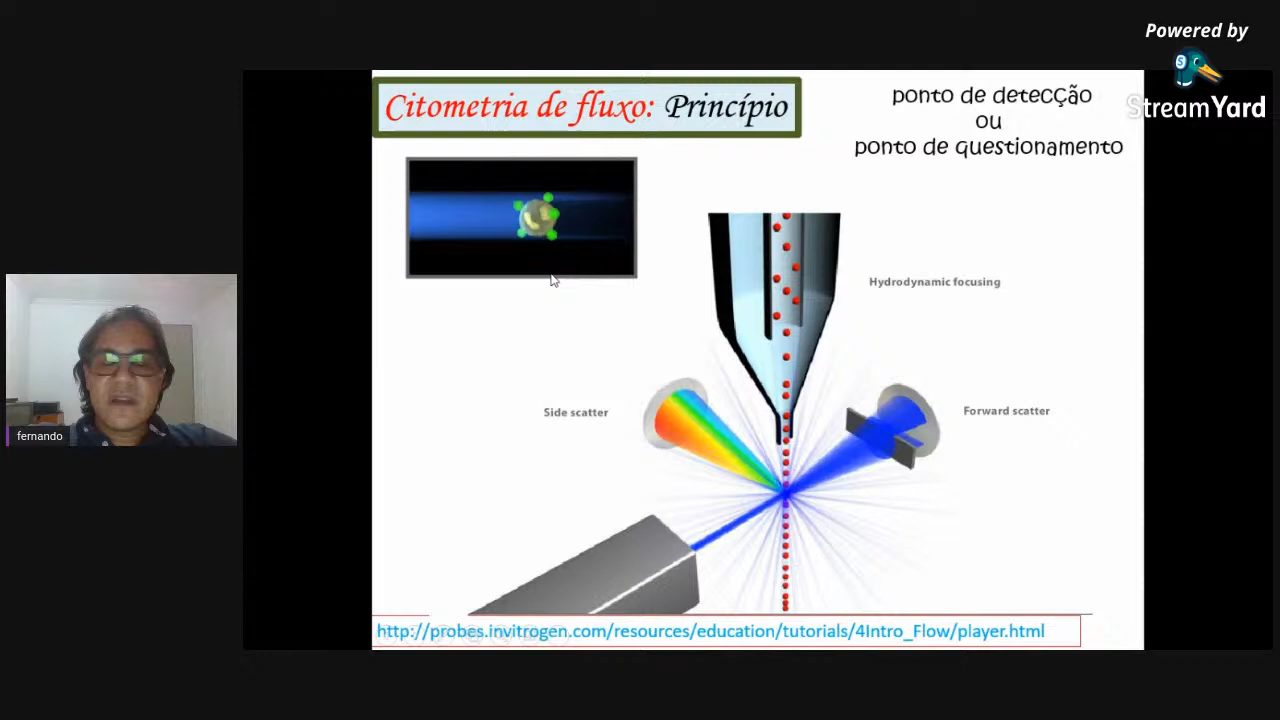 Powered by
StreamYard
Citometria de fluxo: Princípio
ponto de detecção
ou
ponto de questionamento
Hydrodynamic focusing
Side scatter
Forward scatter
fernando
http://probes.invitrogen.com/resources/education/tutorials/4Intro_Flow/player.html